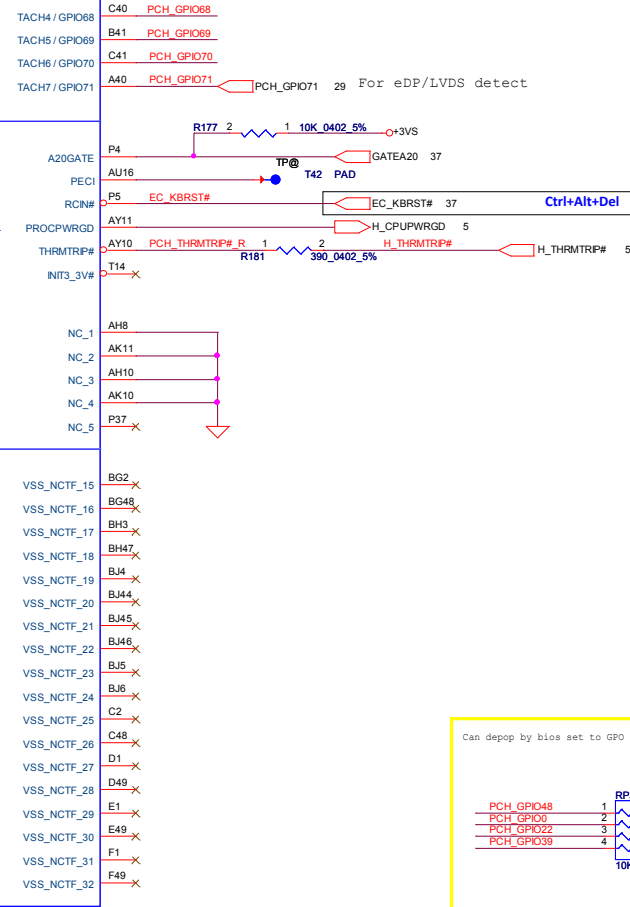 TACH4 / GPIO68 C40 PCH_GPIO68
TACH5 / GPIO69 B41 PCH_GPIO69
TACH6 / GPIO70 C41 PCH_GPIO70
TACH7 / GPIO71 A40 PCH_GPIO71 PCH_GPIO71 29 For eDP/LVDS detect
R177 2 1 10K_0402_5% +3VS
A20GATE P4 GATEA20 37
TP@
PECI AU16 T42 PAD
RCIN# P5 EC_KBRST# EC_KBRST# 37 Ctrl+Alt+Del
PROCPWRGD AY11 H_CPUPWRGD 5
THRMTRIP# AY10 PCH_THRMTRIP#_R 1 2 H_THRMTRIP# H_THRMTRIP# 5
R181 390_0402_5%
INIT3_3V# T14
NC_1 AH8
NC_2 AK11
NC_3 AH10
NC_4 AK10
NC_5 P37
VSS_NCTF_15 BG2
VSS_NCTF_16 BG48
VSS_NCTF_17 BH3
VSS_NCTF_18 BH47
VSS_NCTF_19 BJ4
VSS_NCTF_20 BJ44
VSS_NCTF_21 BJ45
VSS_NCTF_22 BJ46
VSS_NCTF_23 BJ5
VSS_NCTF_24 BJ6
VSS_NCTF_25 C2
VSS_NCTF_26 C48
VSS_NCTF_27 D1
VSS_NCTF_28 D49
VSS_NCTF_29 E1
VSS_NCTF_30 E49
VSS_NCTF_31 F1
VSS_NCTF_32 F49
Can depop by bios set to GPO
RP
PCH_GPIO48 1
PCH_GPIO0 2
PCH_GPIO22 3
PCH_GPIO39 4